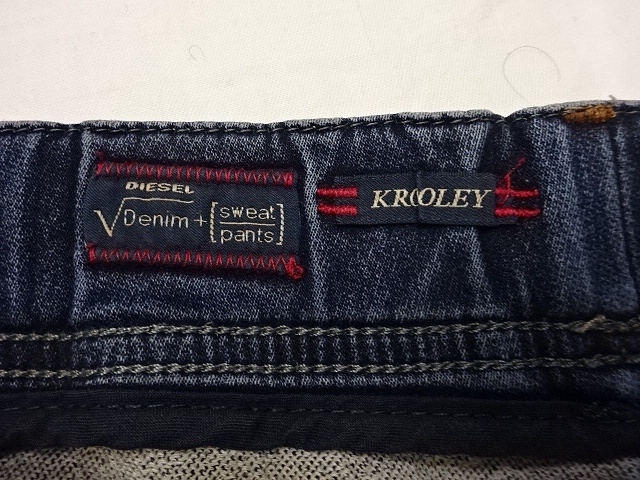 DIESEL
√Denim + [sweat
pants]
KROOLEY